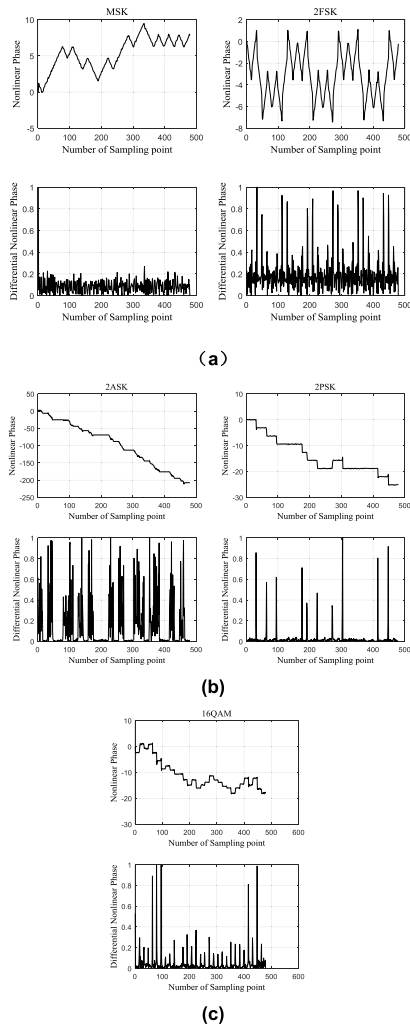 MSK
10
5
0
-5
0 100 200 300 400 500
Nonlinear Phase
Number of Sampling point
2FSK
2
0
-2
-4
-6
-8
0 100 200 300 400 500
Nonlinear Phase
Number of Sampling point
1
0.8
0.6
0.4
0.2
0
0 100 200 300 400 500
Differential Nonlinear Phase
Number of Sampling point
1
0.8
0.6
0.4
0.2
0
0 100 200 300 400 500
Differential Nonlinear Phase
Number of Sampling point
（a）
2ASK
50
0
-50
-100
-150
-200
-250
0 100 200 300 400 500
Nonlinear Phase
Number of Sampling point
2PSK
10
0
-10
-20
-30
0 100 200 300 400 500
Nonlinear Phase
Number of Sampling point
1
0.8
0.6
0.4
0.2
0
0 100 200 300 400 500
Differential Nonlinear Phase
Number of Sampling point
1
0.8
0.6
0.4
0.2
0
0 100 200 300 400 500
Differential Nonlinear Phase
Number of Sampling point
(b)
16QAM
10
0
-10
-20
-30
0 100 200 300 400 500 600
Nonlinear Phase
Number of Sampling point
1
0.8
0.6
0.4
0.2
0
0 100 200 300 400 500 600
Differential Nonlinear Phase
Number of Sampling point
(c)